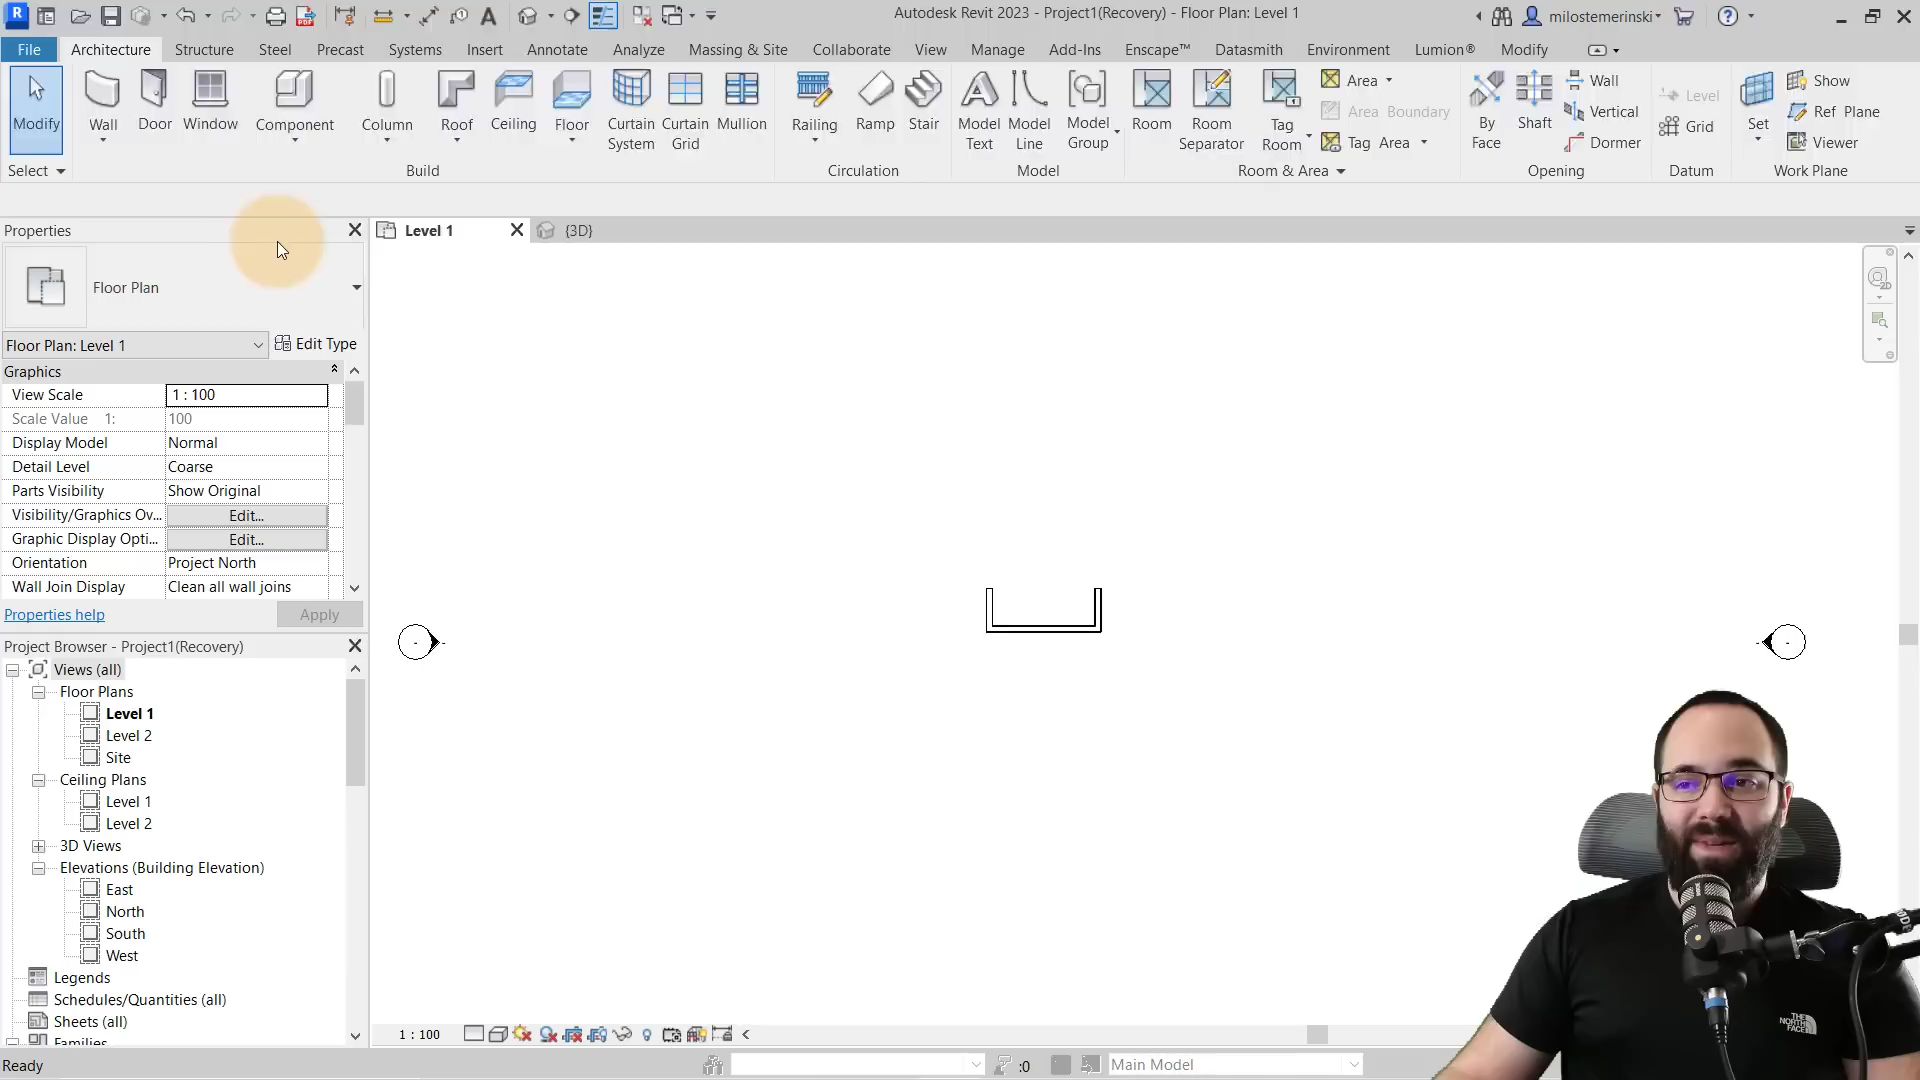 Autodesk Revit 2023 - Project1(Recovery) - Floor Plan: Level 1
milostemerinski
File Architecture Structure Steel Precast Systems Insert Annotate Analyze Massing & Site Collaborate View Manage Add-Ins Enscape™ Datasmith Environment Lumion® Modify
Modify
Wall
Door
Window
Component
Column
Roof
Ceiling
Floor
Curtain System
Curtain Grid
Mullion
Railing
Ramp
Stair
Model Text
Model Line
Model Group
Room
Room Separator
Tag Room
Area
Area Boundary
Tag Area
By Face
Shaft
Wall
Vertical
Dormer
Level
Grid
Set
Show
Ref Plane
Viewer
Select Build Circulation Model Room & Area Opening Datum Work Plane
Properties
Level 1
{3D}
Floor Plan
Floor Plan: Level 1
Edit Type
Graphics
View Scale 1 : 100
Scale Value 1: 100
Display Model Normal
Detail Level Coarse
Parts Visibility Show Original
Visibility/Graphics Ov... Edit...
Graphic Display Opti... Edit...
Orientation Project North
Wall Join Display Clean all wall joins
Properties help
Apply
Project Browser - Project1(Recovery)
Views (all)
Floor Plans
Level 1
Level 2
Site
Ceiling Plans
Level 1
Level 2
3D Views
Elevations (Building Elevation)
East
North
South
West
Legends
Schedules/Quantities (all)
Sheets (all)
Families
2D
1 : 100
Ready
:0
Main Model
THE NORTH FACE